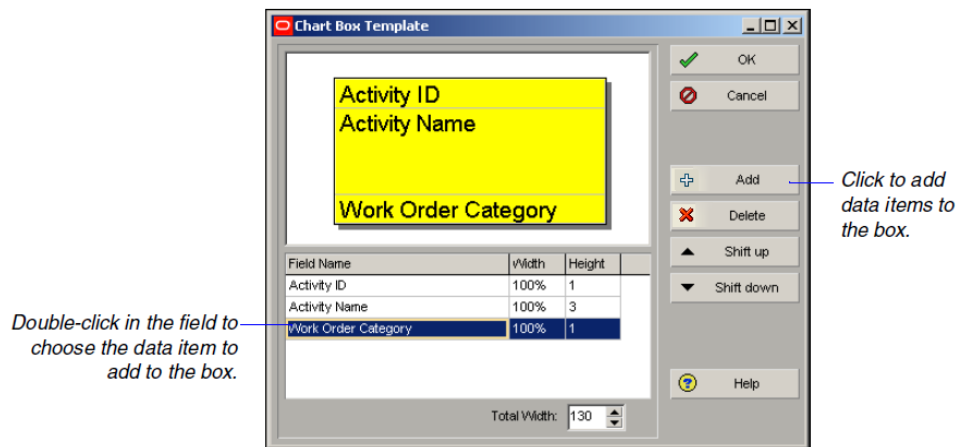 Chart Box Template
Activity ID
Activity Name
Work Order Category
OK
Cancel
Add
Delete
Shift up
Shift down
Help
Click to add
data items to
the box.
Field Name Width Height
Activity ID 100% 1
Activity Name 100% 3
Work Order Category 100% 1
Total Width: 130
Double-click in the field to
choose the data item to
add to the box.